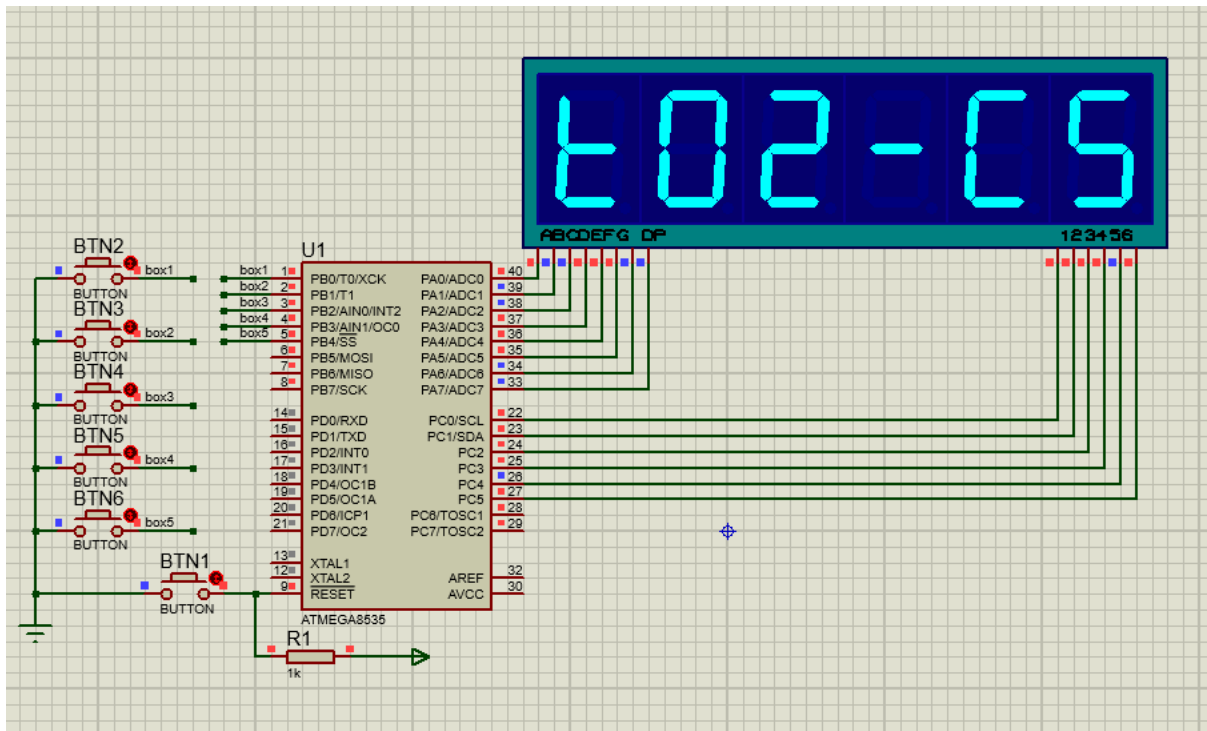 t02-C5
ABCDEFG DP
123456
BTN2
box1
BUTTON
BTN3
box2
BUTTON
BTN4
box3
BUTTON
BTN5
box4
BUTTON
BTN6
box5
BUTTON
BTN1
BUTTON
U1
box1 1 PB0/T0/XCK PA0/ADC0 40
box2 2 PB1/T1 PA1/ADC1 39
box3 3 PB2/AIN0/INT2 PA2/ADC2 38
box4 4 PB3/AIN1/OC0 PA3/ADC3 37
box5 5 PB4/SS PA4/ADC4 36
6 PB5/MOSI PA5/ADC5 35
7 PB6/MISO PA6/ADC6 34
8 PB7/SCK PA7/ADC7 33
14 PD0/RXD PC0/SCL 22
15 PD1/TXD PC1/SDA 23
16 PD2/INT0 PC2 24
17 PD3/INT1 PC3 25
18 PD4/OC1B PC4 26
19 PD5/OC1A PC5 27
20 PD6/ICP1 PC6/TOSC1 28
21 PD7/OC2 PC7/TOSC2 29
13 XTAL1
12 XTAL2 AREF 32
9 RESET AVCC 30
ATMEGA8535
R1
1k